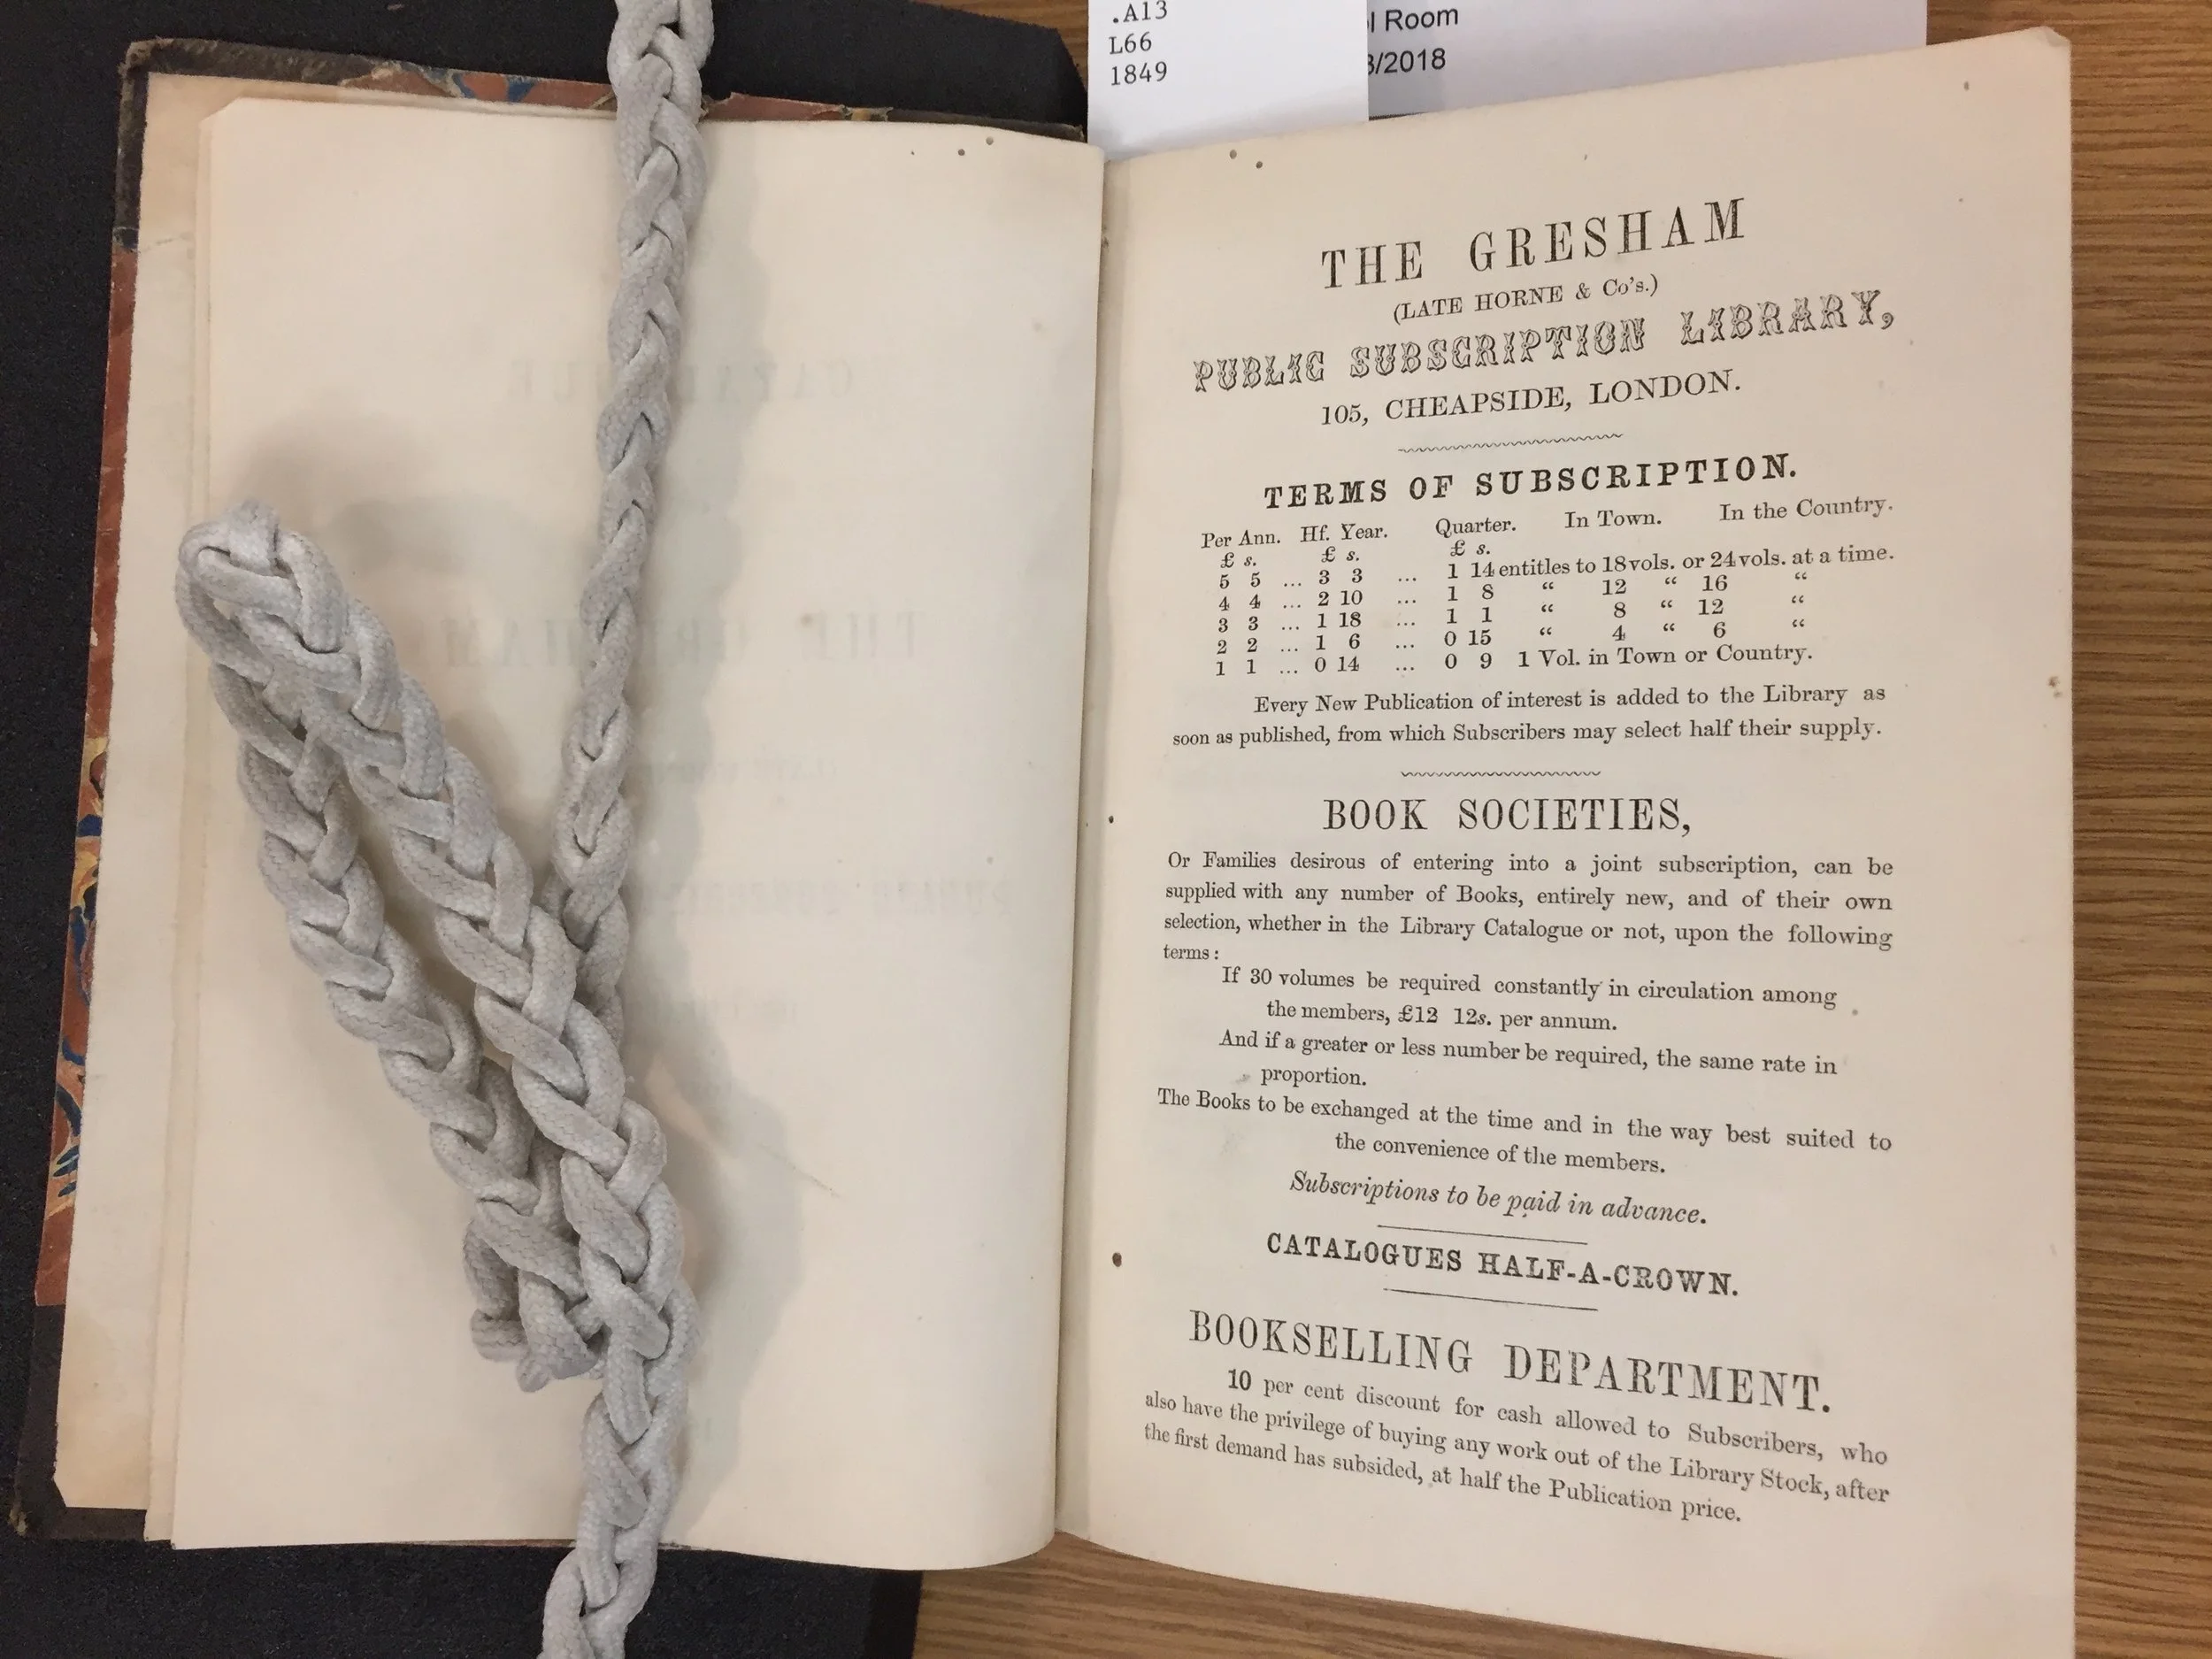 .A13
L66
1849
Room
/2018
THE GRESHAM
(LATE HORNE & Co's.)
PUBLIC SUBSCRIPTION LIBRARY,
105, CHEAPSIDE, LONDON.
TERMS OF SUBSCRIPTION.
Per Ann. Hf. Year. Quarter. In Town. In the Country.
£ s. £ s. £ s.
5 5 ... 3 3 ... 1 14 entitles to 18 vols. or 24 vols. at a time.
4 4 ... 2 10 ... 1 8 “ 12 “ 16 “
3 3 ... 1 18 ... 1 1 “ 8 “ 12 “
2 2 ... 1 6 ... 0 15 “ 4 “ 6 “
1 1 ... 0 14 ... 0 9 1 Vol. in Town or Country.
Every New Publication of interest is added to the Library as
soon as published, from which Subscribers may select half their supply.
BOOK SOCIETIES,
Or Families desirous of entering into a joint subscription, can be
supplied with any number of Books, entirely new, and of their own
selection, whether in the Library Catalogue or not, upon the following
terms:
If 30 volumes be required constantly in circulation among
the members, £12 12s. per annum.
And if a greater or less number be required, the same rate in
proportion.
The Books to be exchanged at the time and in the way best suited to
the convenience of the members.
Subscriptions to be paid in advance.
CATALOGUES HALF-A-CROWN.
BOOKSELLING DEPARTMENT.
10 per cent discount for cash allowed to Subscribers, who
also have the privilege of buying any work out of the Library Stock, after
the first demand has subsided, at half the Publication price.